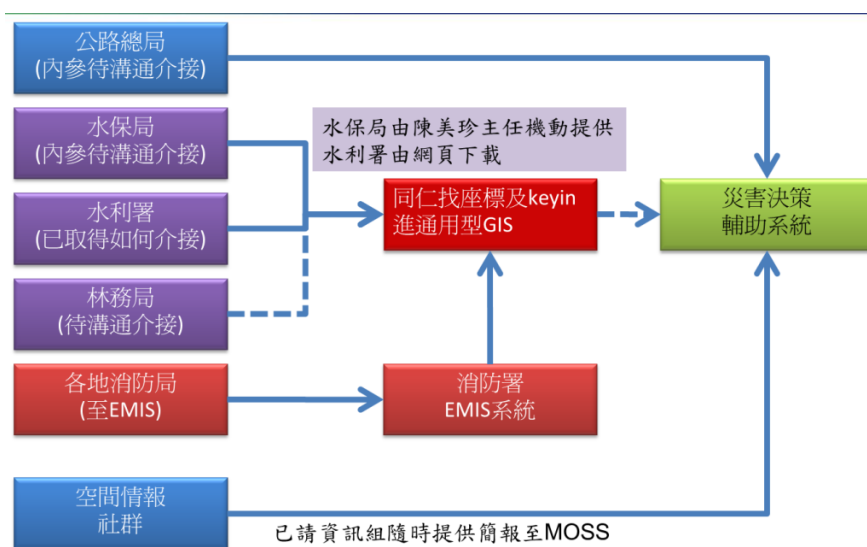 公路總局
(內參待溝通介接)
水保局
(內參待溝通介接)
水保局由陳美珍主任機動提供
水利署由網頁下載
水利署
(已取得如何介接)
同仁找座標及keyin
進通用型GIS
災害決策
輔助系統
林務局
(待溝通介接)
各地消防局
(至EMIS)
消防署
EMIS系統
空間情報
社群
已請資訊組隨時提供簡報至MOSS